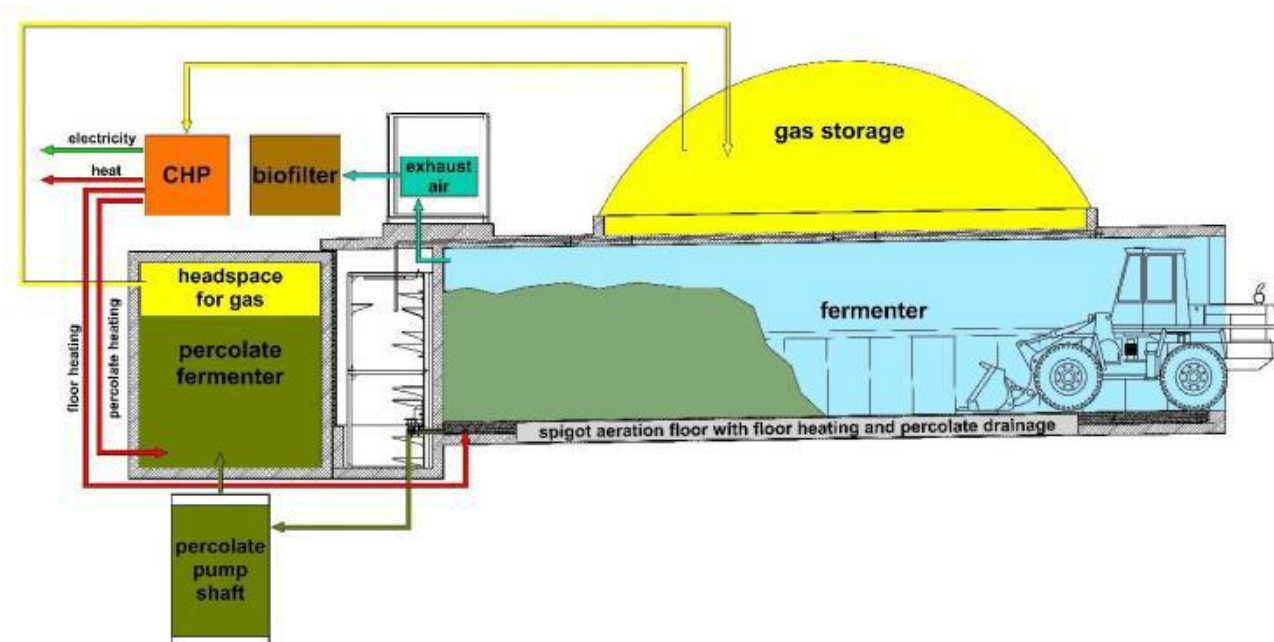 gas storage
electricity
heat
CHP
biofilter
exhaust
air
headspace
for gas
percolate
fermenter
fermenter
floor heating
percolate heating
spigot aeration floor with floor heating and percolate drainage
percolate
pump
shaft